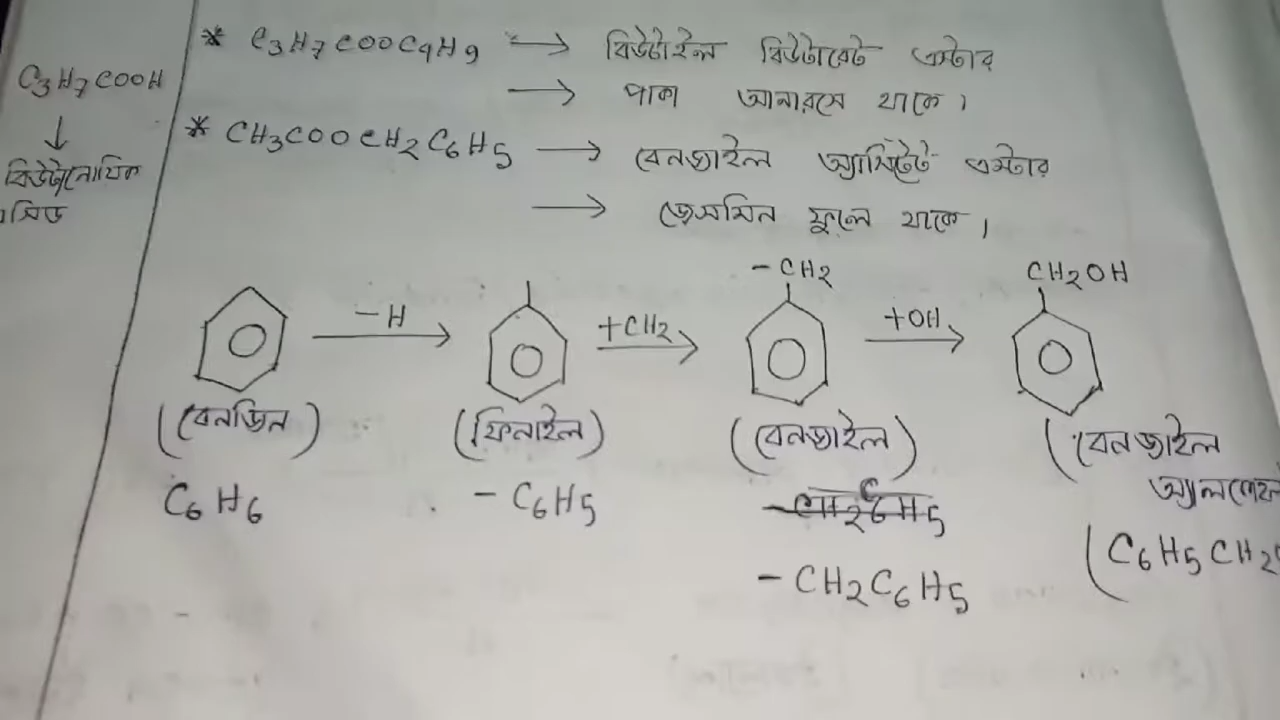 C3H7COOH
↓
বিউটানোয়িক
সিড
* C3H7COOC4H9 → বিউটাইল বিউটারেট এস্টার
→ পাকা আনারসে থাকে।
* CH3COOCH2C6H5 → বেনজাইল অ্যাসিটেট এস্টার
→ জেসমিন ফুলে থাকে।
-CH2 CH2OH
-H +CH2 +OH
(বেনজিন) (ফিনাইল) (বেনজাইল) (বেনজাইল
C6H6 -C6H5
-CH2C6H5 (C6H5CH2